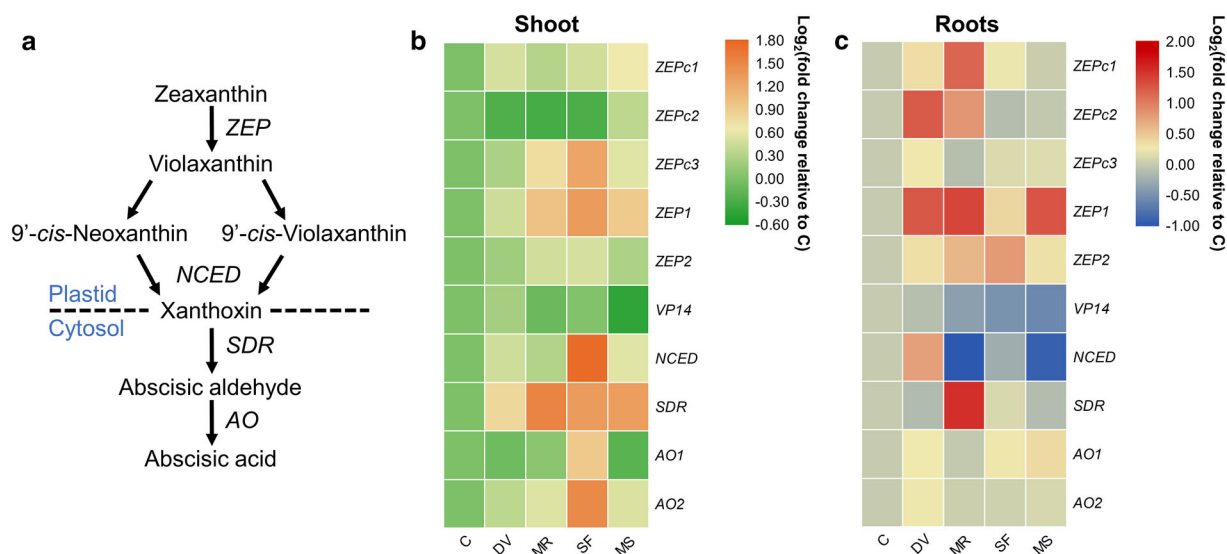 a
Zeaxanthin
ZEP
Violaxanthin
9’-cis-Neoxanthin
9’-cis-Violaxanthin
NCED
Plastid
Xanthoxin
Cytosol
SDR
Abscisic aldehyde
AO
Abscisic acid
b
Shoot
ZEPc1
ZEPc2
ZEPc3
ZEP1
ZEP2
VP14
NCED
SDR
AO1
AO2
C DV MR SF MS
Log2(fold change relative to C)
1.80
1.50
1.20
0.90
0.60
0.30
0.00
-0.30
-0.60
c
Roots
ZEPc1
ZEPc2
ZEPc3
ZEP1
ZEP2
VP14
NCED
SDR
AO1
AO2
C DV MR SF MS
Log2(fold change relative to C)
2.00
1.50
1.00
0.50
0.00
-0.50
-1.00